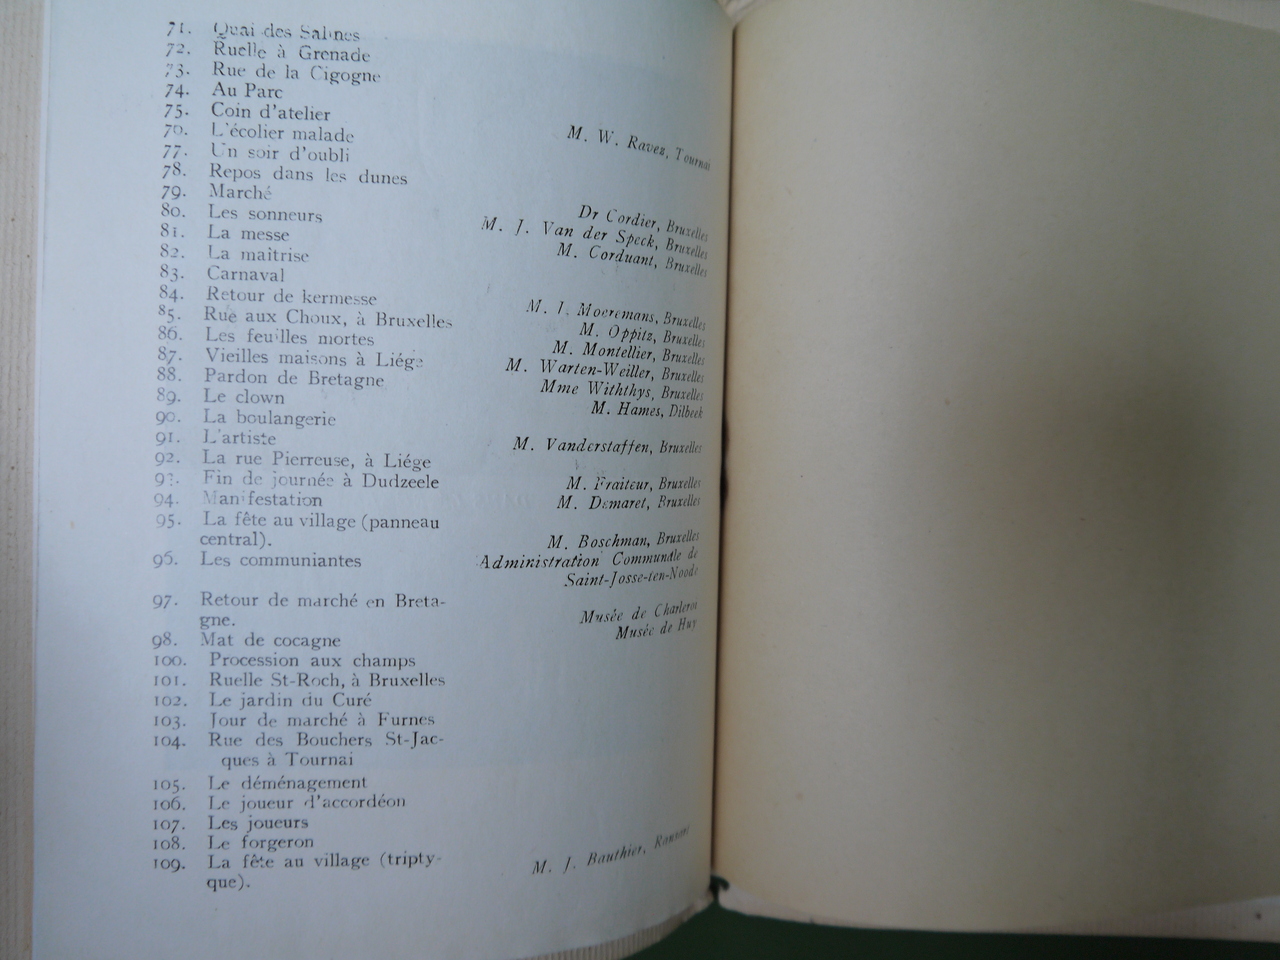 71. Quai des Salines
72. Ruelle à Grenade
73. Rue de la Cigogne
74. Au Parc
75. Coin d'atelier
76. L'écolier malade M. W. Ravez, Tournai
77. Un soir d'oubli
78. Repos dans les dunes
79. Marché
80. Les sonneurs Dr Cordier, Bruxelles
81. La messe M. J. Van der Speck, Bruxelles
82. La maîtrise M. Corduant, Bruxelles
83. Carnaval
84. Retour de kermesse M. I. Moeremans, Bruxelles
85. Rue aux Choux, à Bruxelles M. Oppitz, Bruxelles
86. Les feuilles mortes M. Montellier, Bruxelles
87. Vieilles maisons à Liége M. Warten-Weiller, Bruxelles
88. Pardon de Bretagne Mme Withthys, Bruxelles
89. Le clown M. Hames, Dilbeek
90. La boulangerie
91. L'artiste M. Vanderstaffen, Bruxelles
92. La rue Pierreuse, à Liége
93. Fin de journée à Dudzeele M. Fraiteur, Bruxelles
94. Manifestation M. Demaret, Bruxelles
95. La fête au village (panneau
central). M. Boschman, Bruxelles
96. Les communiantes Administration Communale de
Saint-Josse-ten-Noode
97. Retour de marché en Breta-
gne. Musée de Charleroi
98. Mat de cocagne Musée de Huy
100. Procession aux champs
101. Ruelle St-Roch, à Bruxelles
102. Le jardin du Curé
103. Jour de marché à Furnes
104. Rue des Bouchers St-Jac-
ques à Tournai
105. Le déménagement
106. Le joueur d'accordéon
107. Les joueurs
108. Le forgeron
109. La fête au village (tripty-
que). M. J. Bauthier,